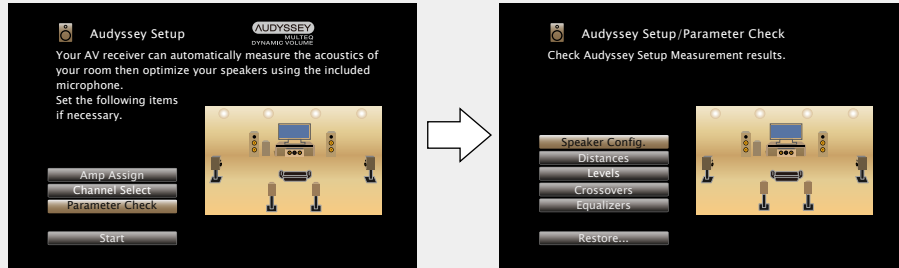 Audyssey Setup
AUDYSSEY
MULTEQ
DYNAMIC VOLUME
Your AV receiver can automatically measure the acoustics of
your room then optimize your speakers using the included
microphone.
Set the following items
if necessary.
Amp Assign
Channel Select
Parameter Check
Start
Audyssey Setup/Parameter Check
Check Audyssey Setup Measurement results.
Speaker Config.
Distances
Levels
Crossovers
Equalizers
Restore...